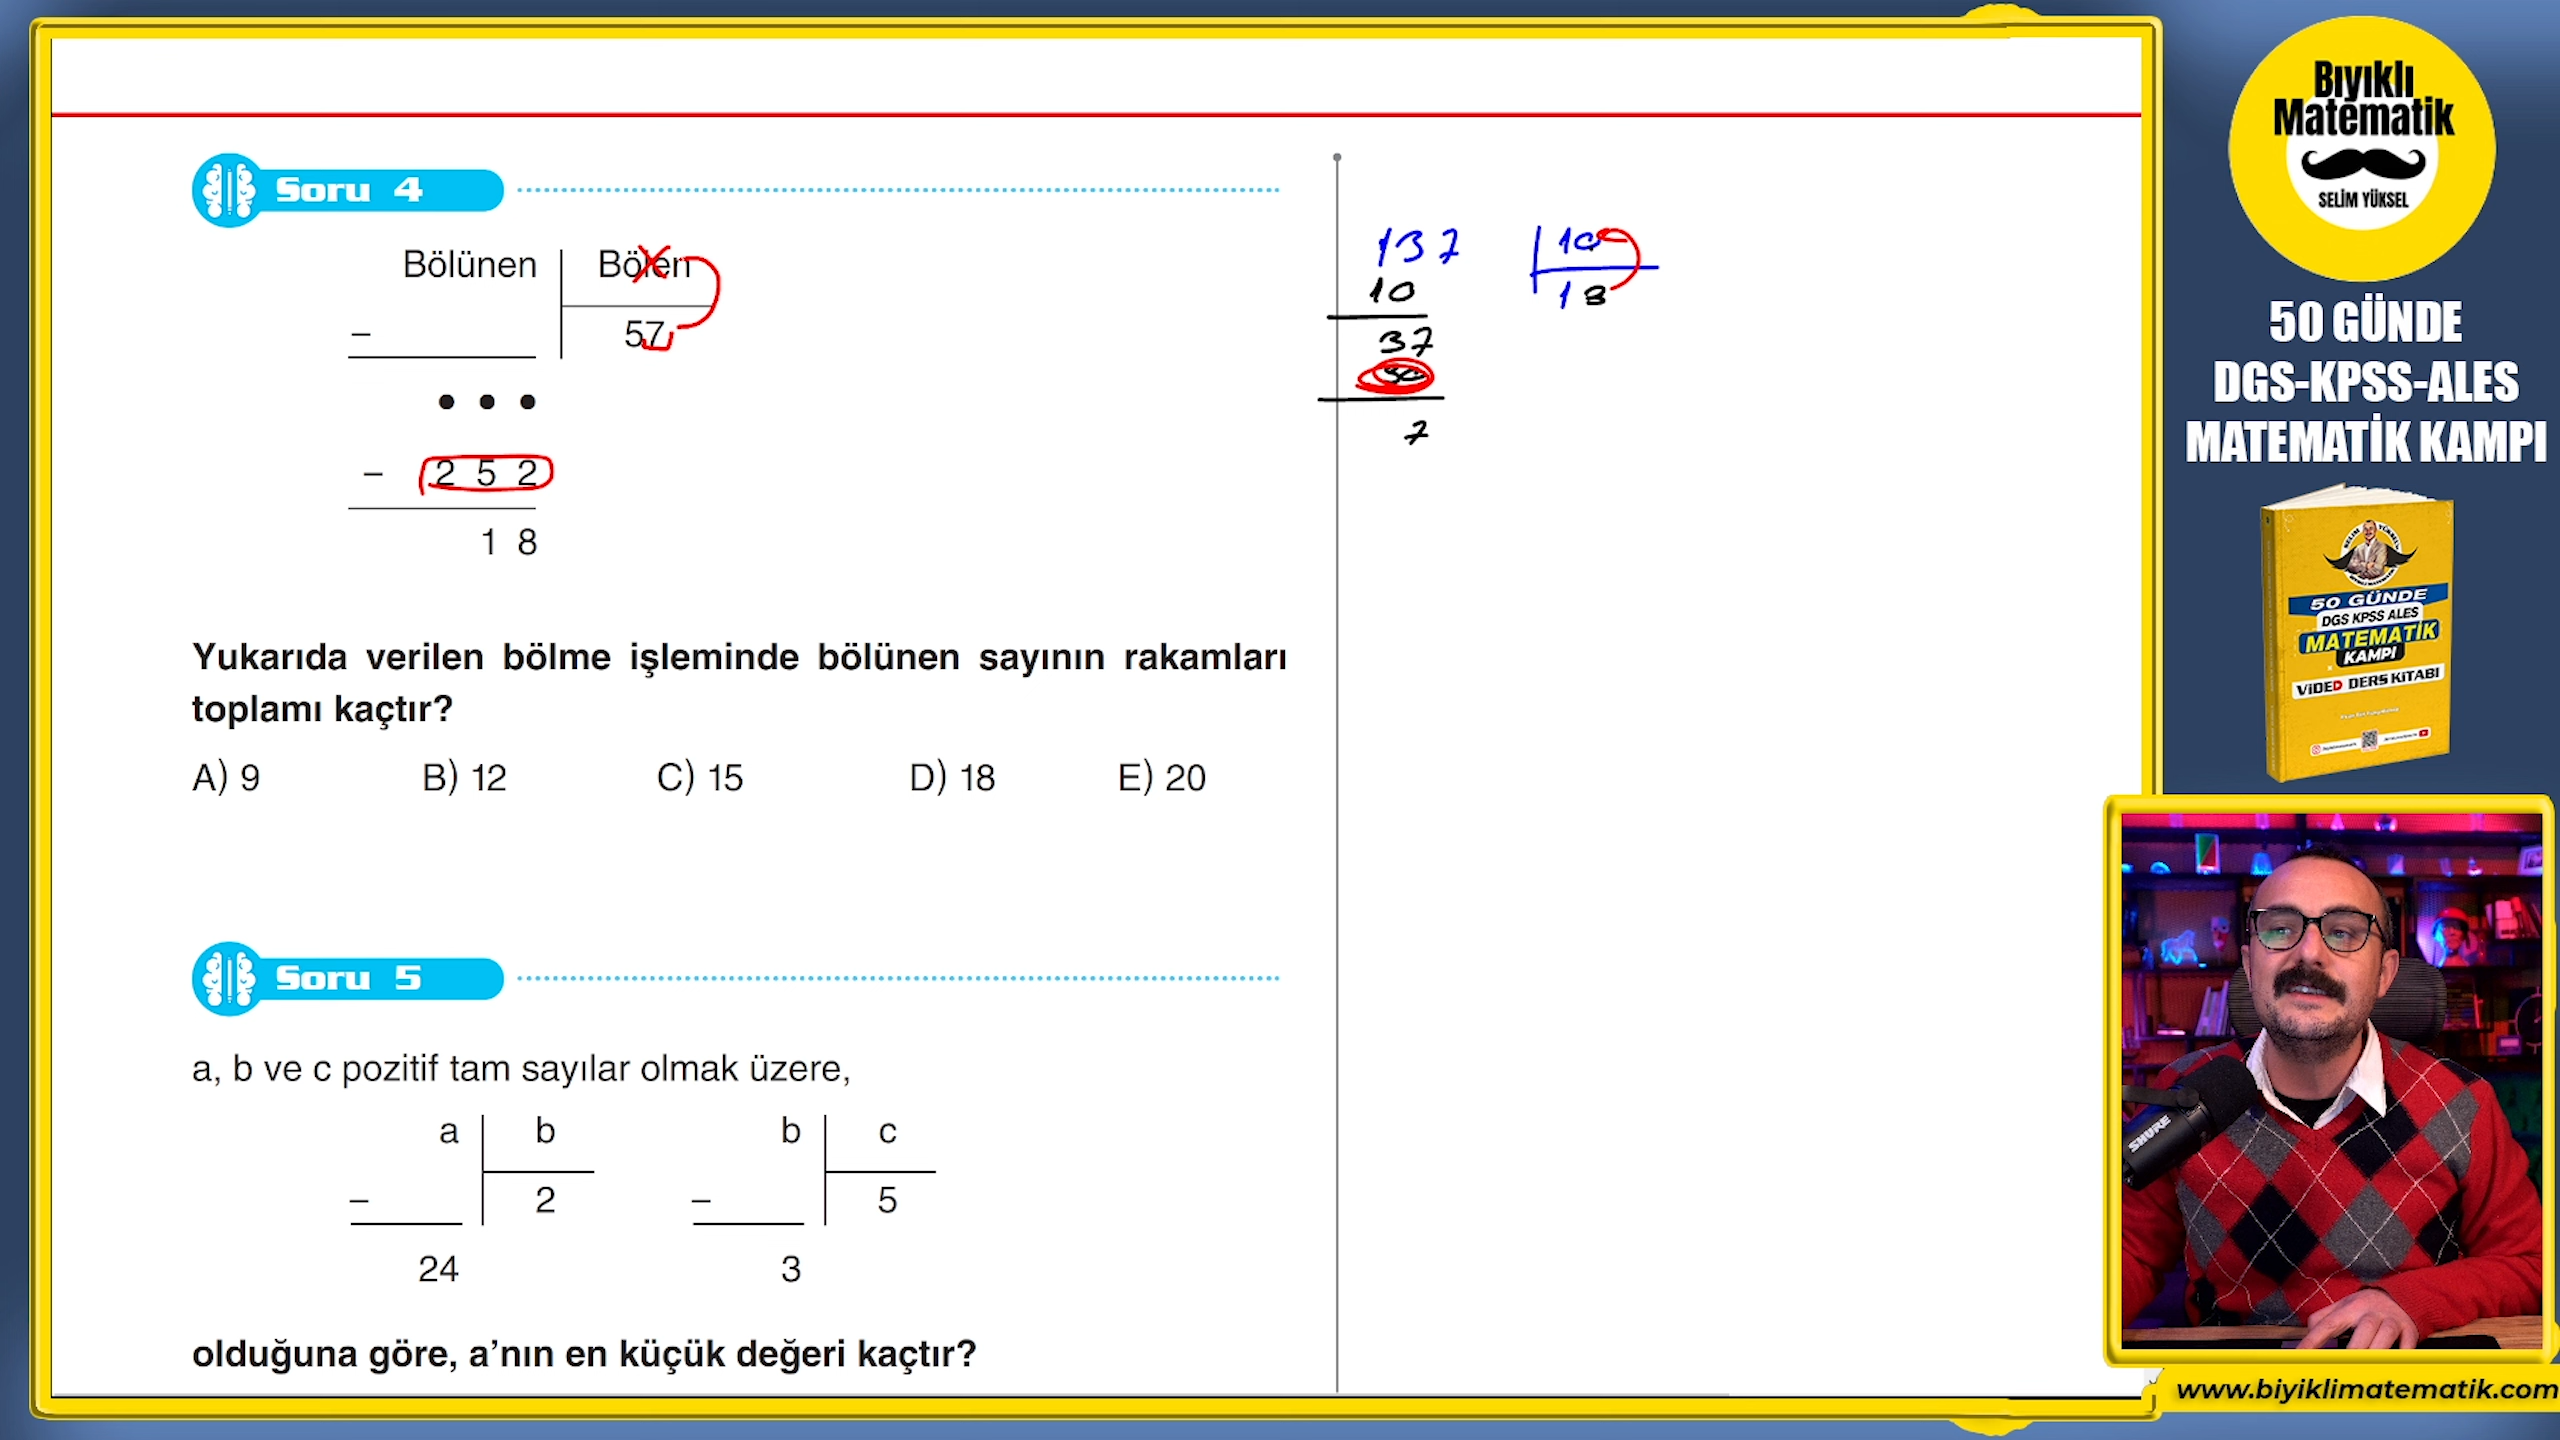 Soru 4
Bölünen Bölen
– 57
• • •
– 2 5 2
1 8
Yukarıda verilen bölme işleminde bölünen sayının rakamları
toplamı kaçtır?
A) 9 B) 12 C) 15 D) 18 E) 20
Soru 5
a, b ve c pozitif tam sayılar olmak üzere,
a b b c
– 2 – 5
24 3
olduğuna göre, a'nın en küçük değeri kaçtır?
137 10
10 13
37
7
Bıyıklı
Matematik
SELİM YÜKSEL
50 GÜNDE
DGS-KPSS-ALES
MATEMATİK KAMPI
50 GÜNDE
DGS KPSS ALES
MATEMATİK
KAMPI
VİDEO DERS KİTABI
SHURE
www.biyiklimatematik.com